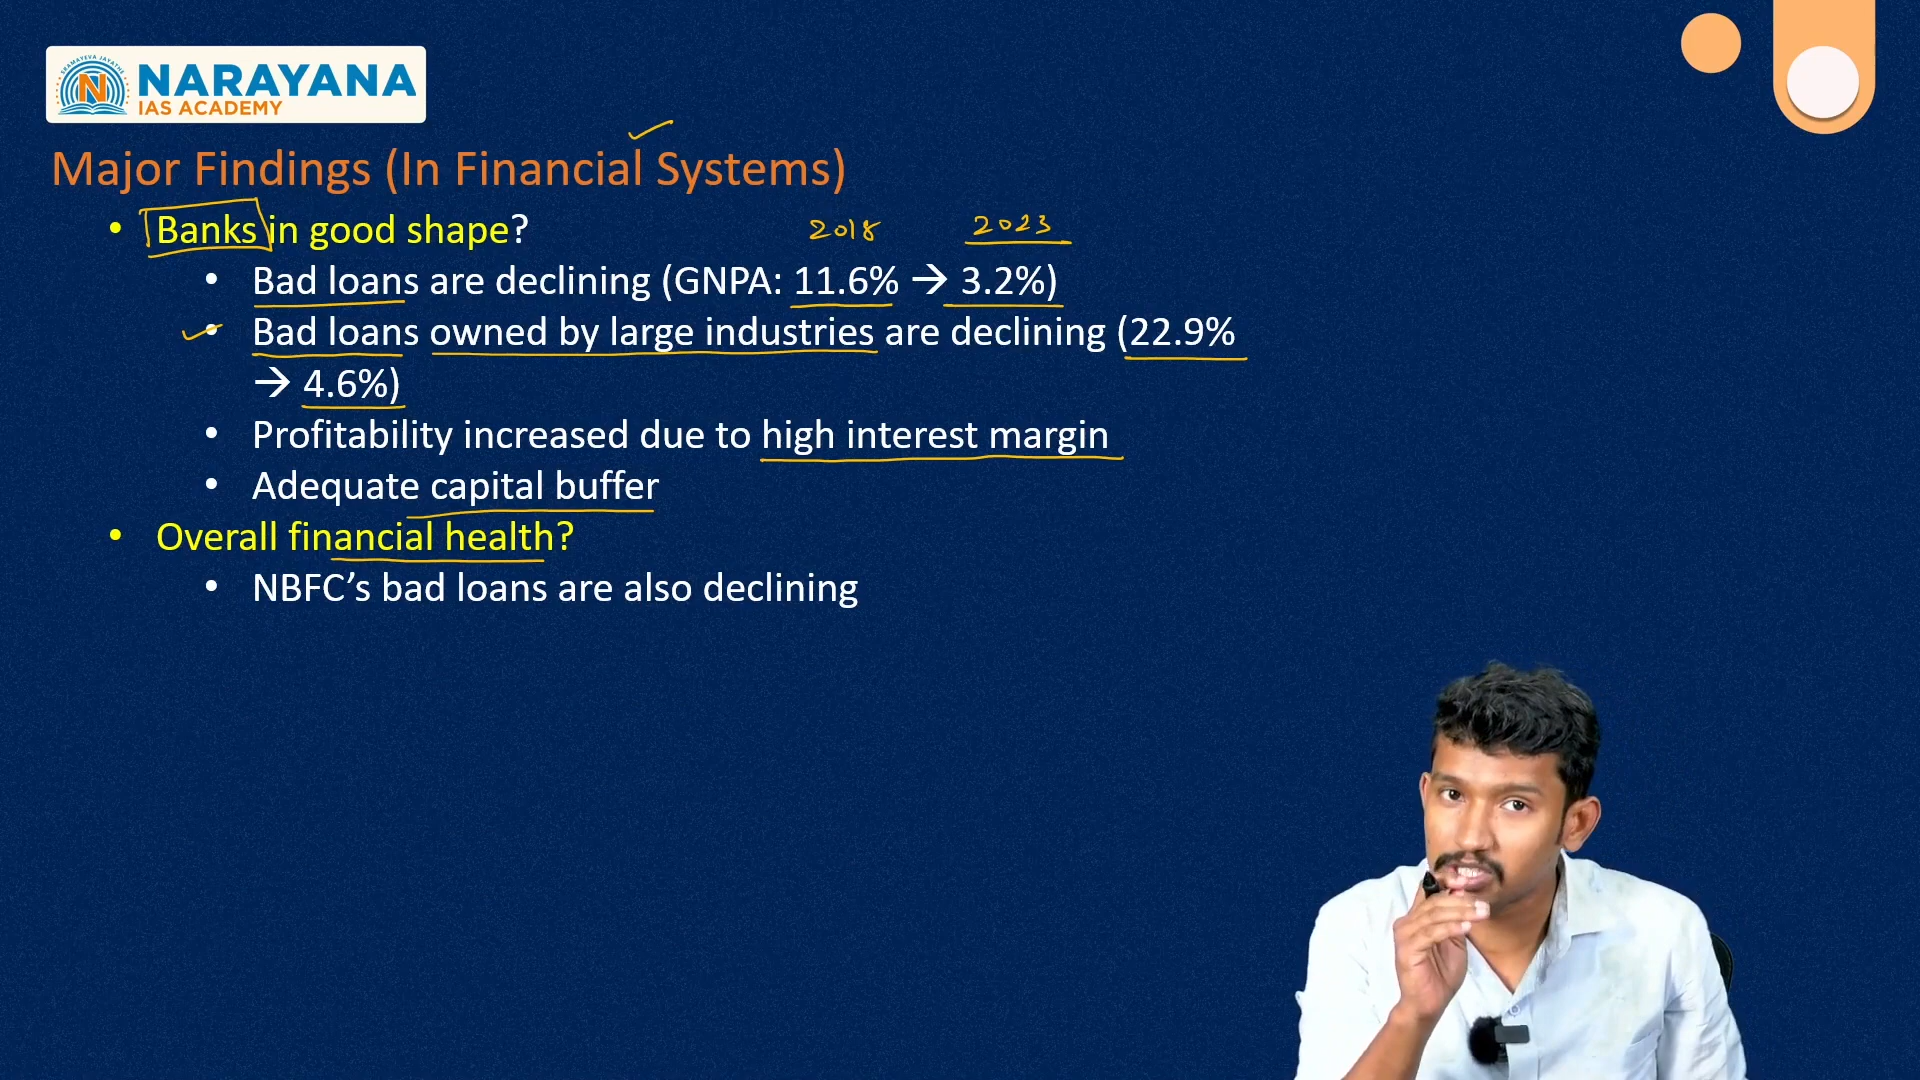 SRAMAYEVA JAYATHE
NARAYANA
IAS ACADEMY
Major Findings (In Financial Systems)
• Banks in good shape?
2018 2023
• Bad loans are declining (GNPA: 11.6% → 3.2%)
• Bad loans owned by large industries are declining (22.9%
→ 4.6%)
• Profitability increased due to high interest margin
• Adequate capital buffer
• Overall financial health?
• NBFC’s bad loans are also declining